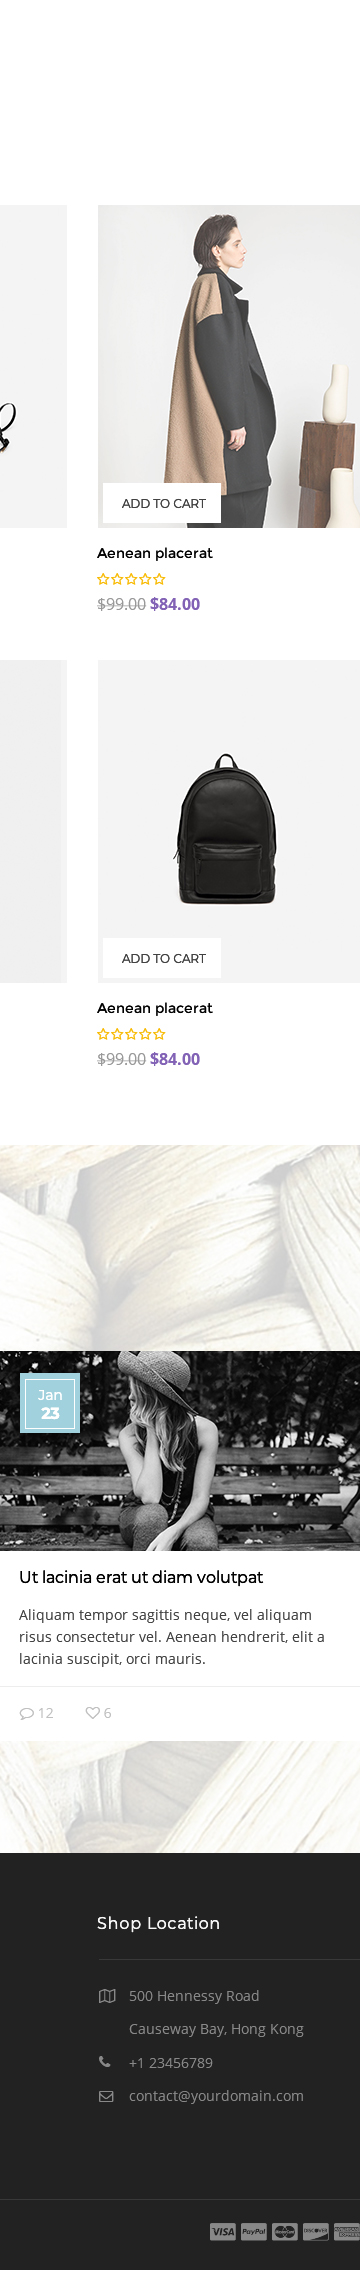 ADD TO CART
Aenean placerat
$99.00 $84.00
ADD TO CART
Aenean placerat
$99.00 $84.00
Jan
23
Ut lacinia erat ut diam volutpat
Aliquam tempor sagittis neque, vel aliquam
risus consectetur vel. Aenean hendrerit, elit a
lacinia suscipit, orci mauris.
12 6
Shop Location
500 Hennessy Road
Causeway Bay, Hong Kong
+1 23456789
contact@yourdomain.com
VISA PayPal MasterCard DISCOVER